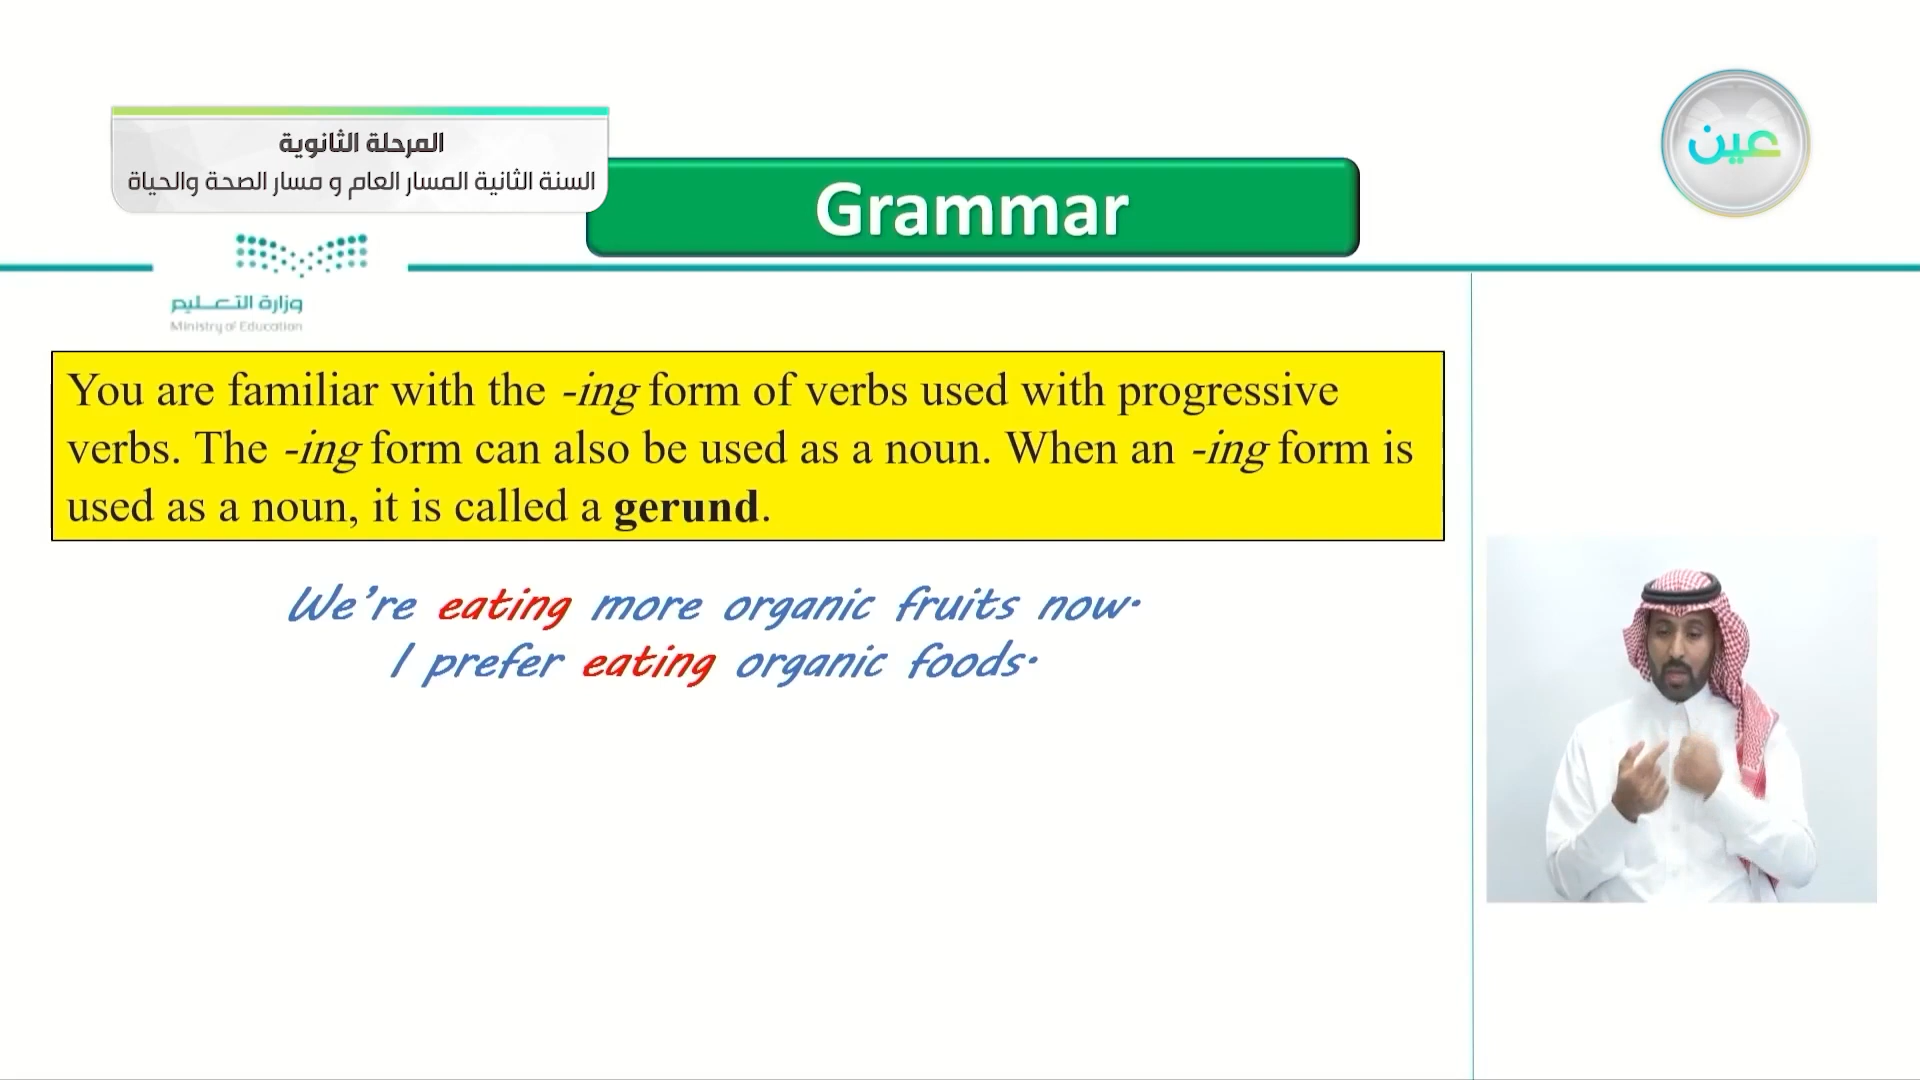 المرحلة الثانوية
السنة الثانية المسار العام و مسار الصحة والحياة
Grammar
عين
وزارة التعليم
Ministry of Education
You are familiar with the -ing form of verbs used with progressive
verbs. The -ing form can also be used as a noun. When an -ing form is
used as a noun, it is called a gerund.
We're eating more organic fruits now.
I prefer eating organic foods.